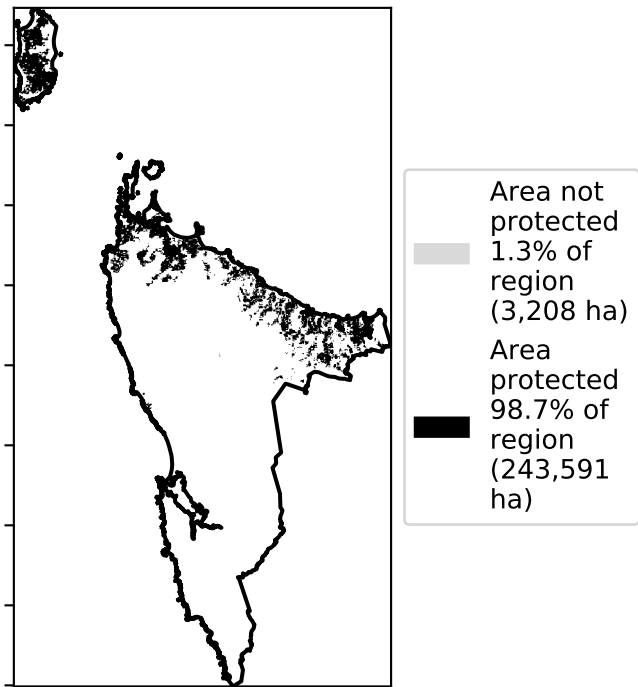 Area not
protected
1.3% of
region
(3,208 ha)
Area
protected
98.7% of
region
(243,591
ha)